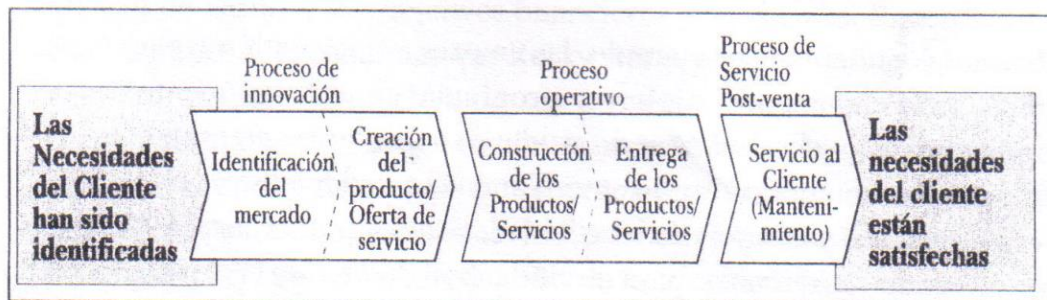 Proceso de
innovación
Proceso
operativo
Proceso de
Servicio
Post-venta
Las
Necesidades
del Cliente
han sido
identificadas
Identificación
del
mercado
Creación
del
producto/
Oferta de
servicio
Construcción
de los
Productos/
Servicios
Entrega
de los
Productos/
Servicios
Servicio al
Cliente
(Manteni-
miento)
Las
necesidades
del cliente
están
satisfechas